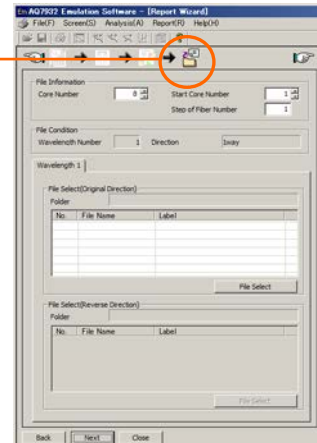 En AQ7932 Emulation Software - [Report Wizard]
File(F) Screen(S) Analysis(A) Report(R) Help(H)
File Information
Core Number 8 Start Core Number 1
Step of Fiber Number 1
File Condition
Wavelength Number 1 Direction 1way
Wavelength 1
File Select(Original Direction)
Folder
No. File Name Label
File Select
File Select(Reverse Direction)
Folder
No. File Name Label
File Select
Back Next Close